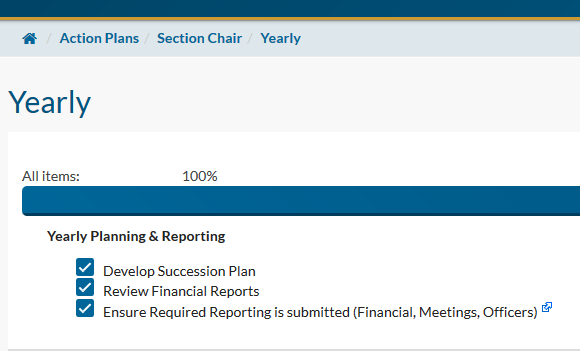 / Action Plans / Section Chair / Yearly
Yearly
All items: 100%
Yearly Planning & Reporting
Develop Succession Plan
Review Financial Reports
Ensure Required Reporting is submitted (Financial, Meetings, Officers)